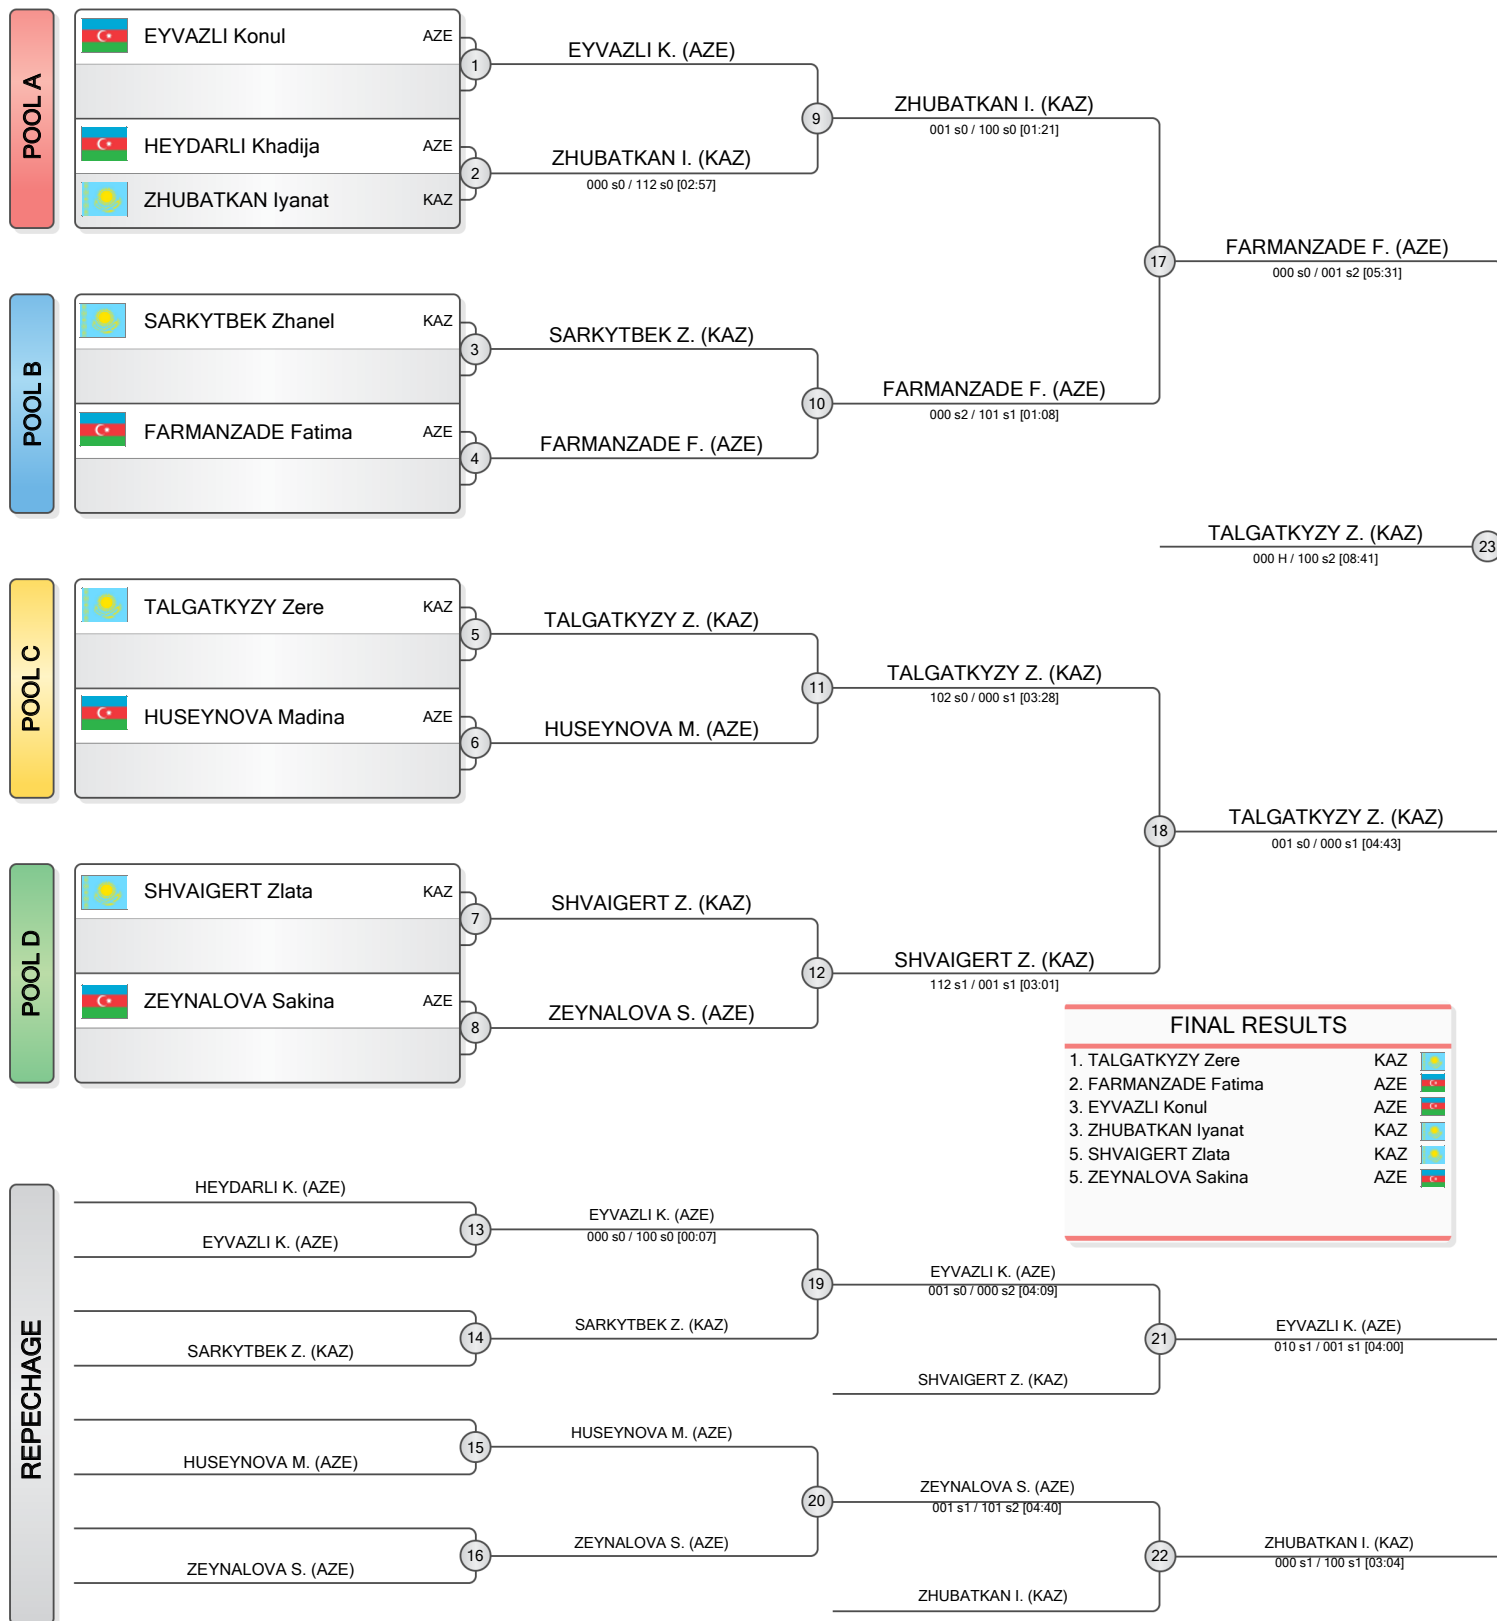 POOL A
EYVAZLI Konul AZE
HEYDARLI Khadija AZE
ZHUBATKAN Iyanat KAZ
1
EYVAZLI K. (AZE)
2
ZHUBATKAN I. (KAZ)
000 s0 / 112 s0 [02:57]
9
ZHUBATKAN I. (KAZ)
001 s0 / 100 s0 [01:21]
17
FARMANZADE F. (AZE)
000 s0 / 001 s2 [05:31]
POOL B
SARKYTBEK Zhanel KAZ
FARMANZADE Fatima AZE
3
SARKYTBEK Z. (KAZ)
4
FARMANZADE F. (AZE)
10
FARMANZADE F. (AZE)
000 s2 / 101 s1 [01:08]
TALGATKYZY Z. (KAZ)
000 H / 100 s2 [08:41]
23
POOL C
TALGATKYZY Zere KAZ
HUSEYNOVA Madina AZE
5
TALGATKYZY Z. (KAZ)
6
HUSEYNOVA M. (AZE)
11
TALGATKYZY Z. (KAZ)
102 s0 / 000 s1 [03:28]
18
TALGATKYZY Z. (KAZ)
001 s0 / 000 s1 [04:43]
POOL D
SHVAIGERT Zlata KAZ
ZEYNALOVA Sakina AZE
7
SHVAIGERT Z. (KAZ)
8
ZEYNALOVA S. (AZE)
12
SHVAIGERT Z. (KAZ)
112 s1 / 001 s1 [03:01]
FINAL RESULTS
1. TALGATKYZY Zere KAZ
2. FARMANZADE Fatima AZE
3. EYVAZLI Konul AZE
3. ZHUBATKAN Iyanat KAZ
5. SHVAIGERT Zlata KAZ
5. ZEYNALOVA Sakina AZE
REPECHAGE
HEYDARLI K. (AZE)
EYVAZLI K. (AZE)
13
EYVAZLI K. (AZE)
000 s0 / 100 s0 [00:07]
SARKYTBEK Z. (KAZ)
14
SARKYTBEK Z. (KAZ)
19
EYVAZLI K. (AZE)
001 s0 / 000 s2 [04:09]
SHVAIGERT Z. (KAZ)
21
EYVAZLI K. (AZE)
010 s1 / 001 s1 [04:00]
HUSEYNOVA M. (AZE)
15
HUSEYNOVA M. (AZE)
ZEYNALOVA S. (AZE)
16
ZEYNALOVA S. (AZE)
20
ZEYNALOVA S. (AZE)
001 s1 / 101 s2 [04:40]
ZHUBATKAN I. (KAZ)
22
ZHUBATKAN I. (KAZ)
000 s1 / 100 s1 [03:04]